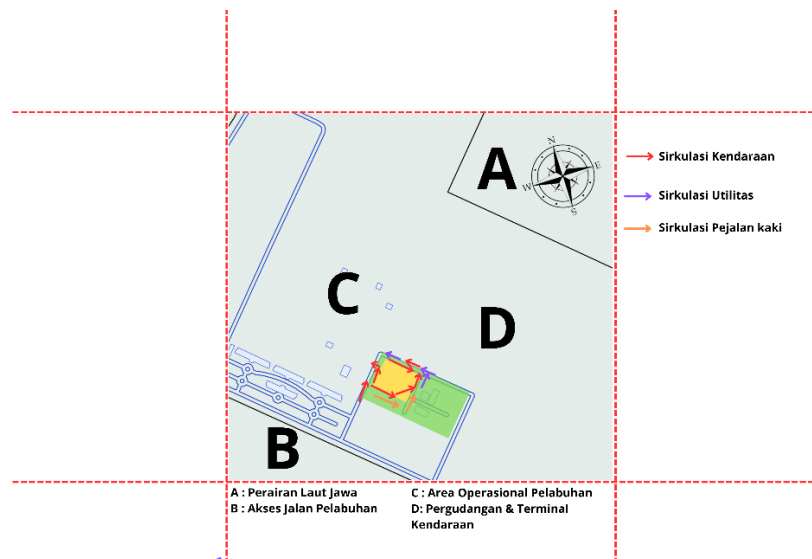 A
N
E
W
S
Sirkulasi Kendaraan
Sirkulasi Utilitas
Sirkulasi Pejalan kaki
C
D
B
A : Perairan Laut Jawa
B : Akses Jalan Pelabuhan
C : Area Operasional Pelabuhan
D: Pergudangan & Terminal
Kendaraan